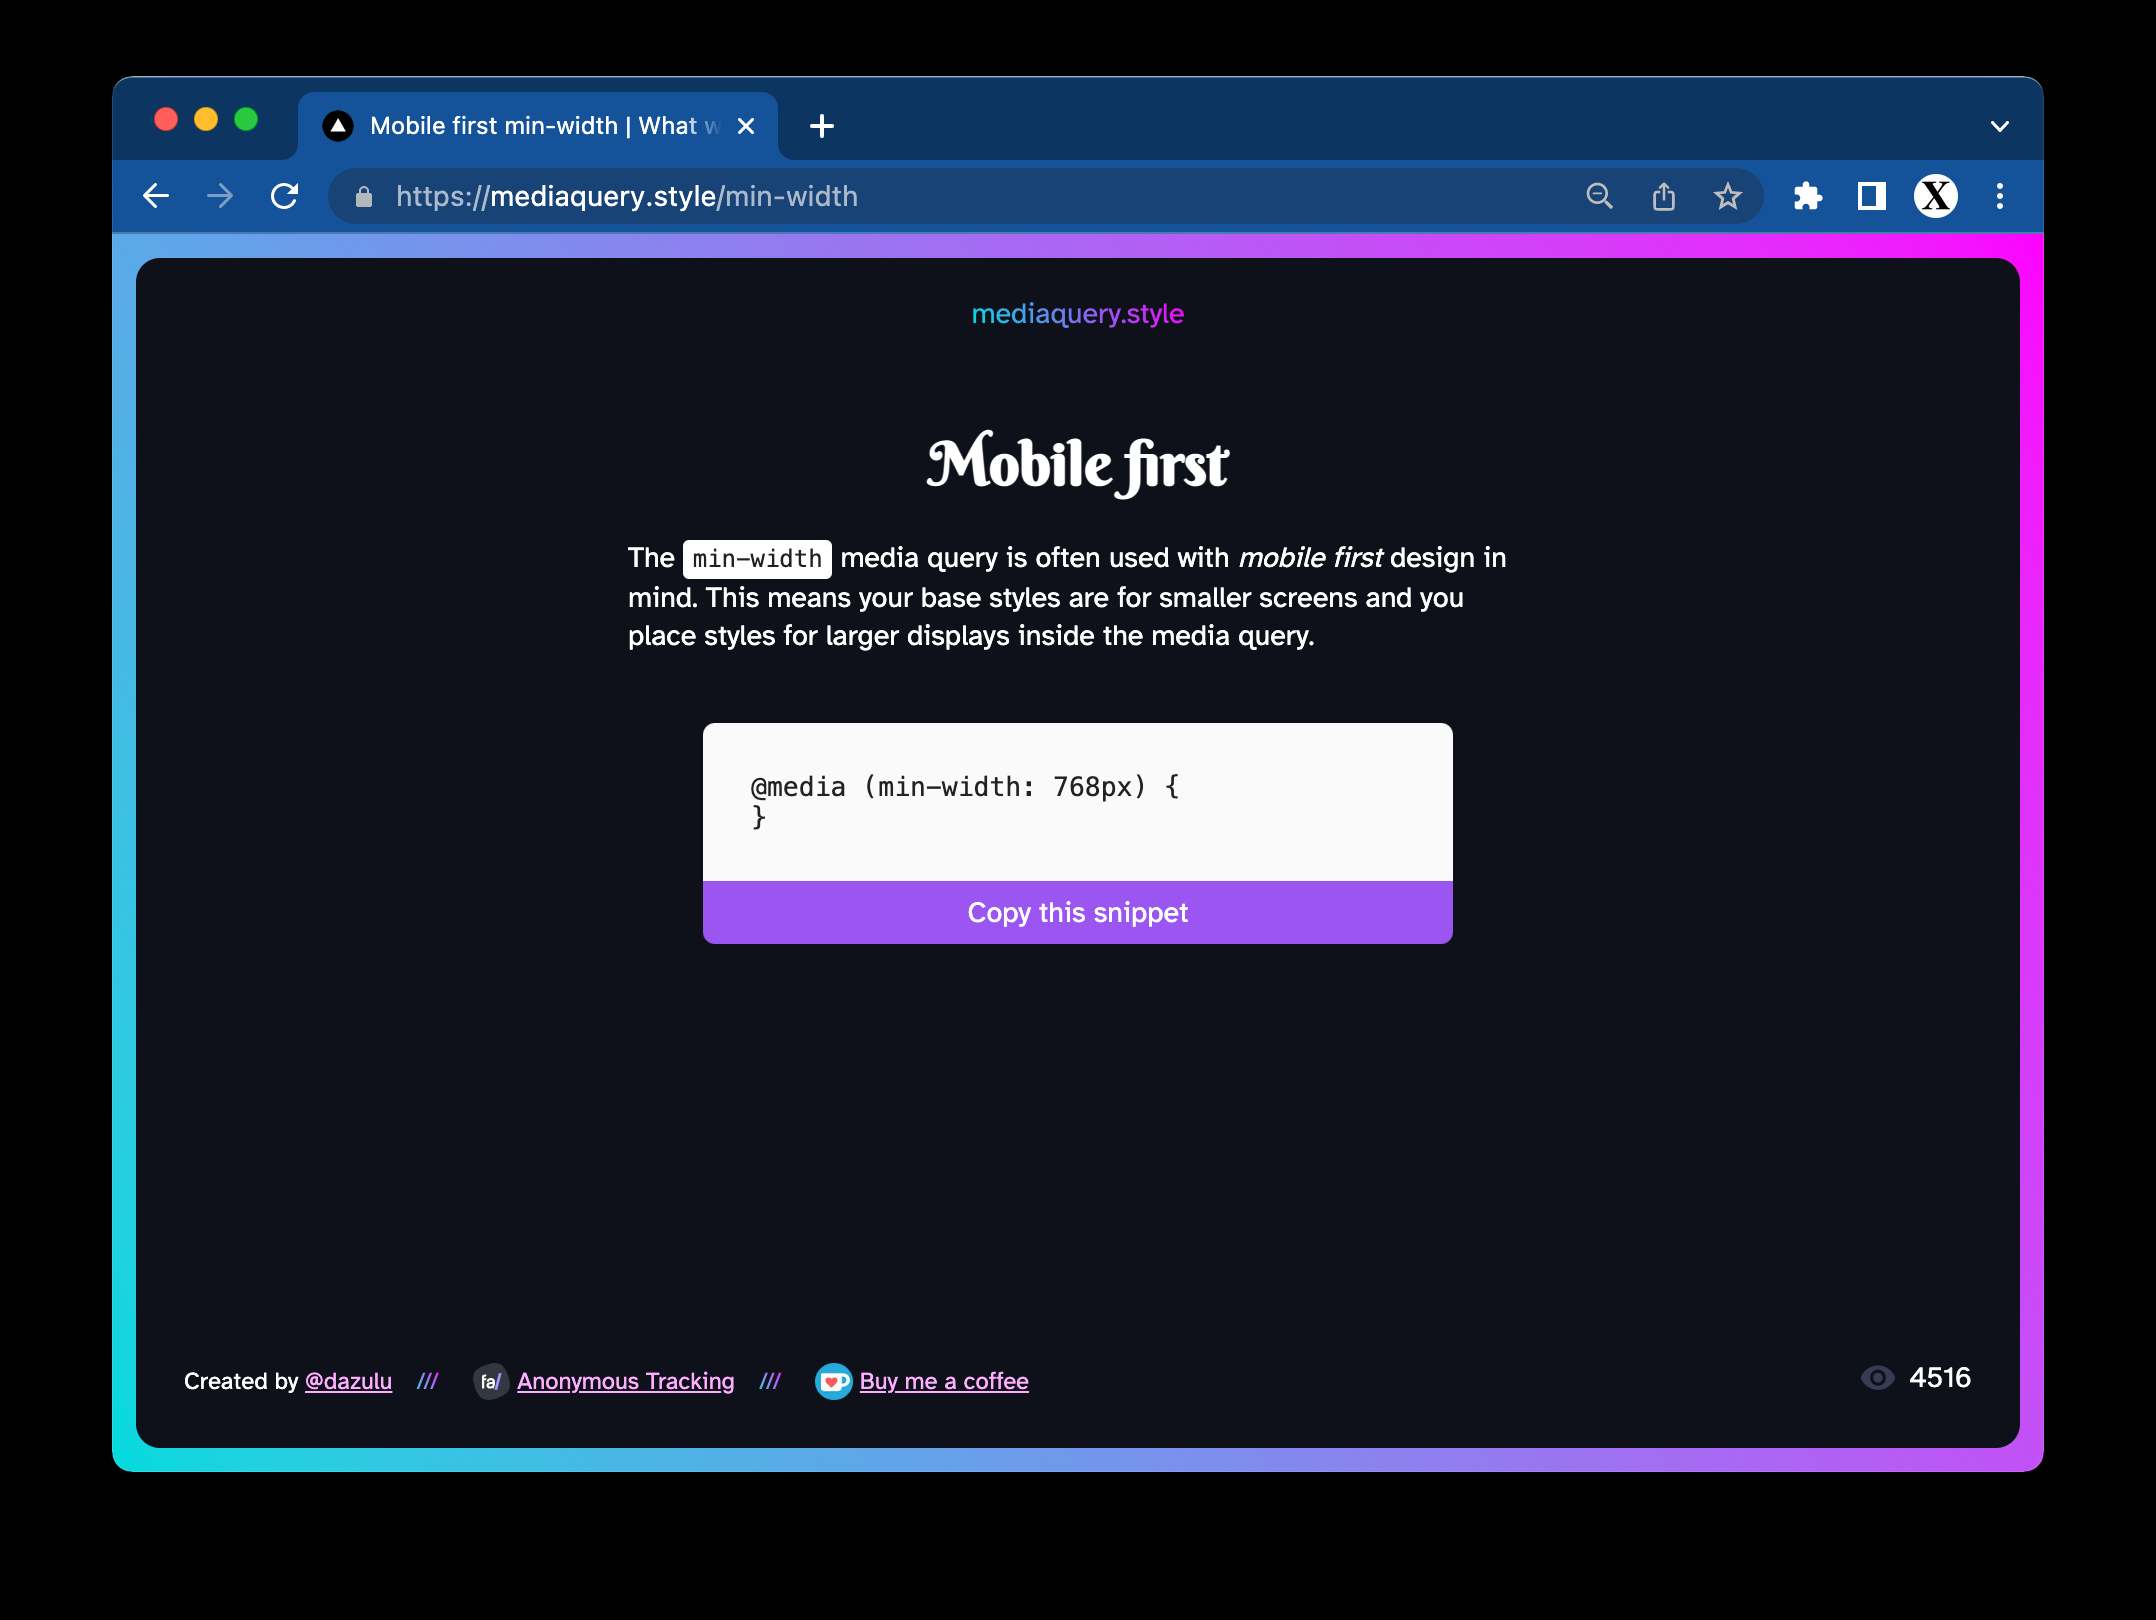 Mobile first min-width | What w
https://mediaquery.style/min-width
X
mediaquery.style
Mobile first
The min-width media query is often used with mobile first design in
mind. This means your base styles are for smaller screens and you
place styles for larger displays inside the media query.
@media (min-width: 768px) {
}
Copy this snippet
Created by @dazulu /// fa/ Anonymous Tracking /// Buy me a coffee
4516